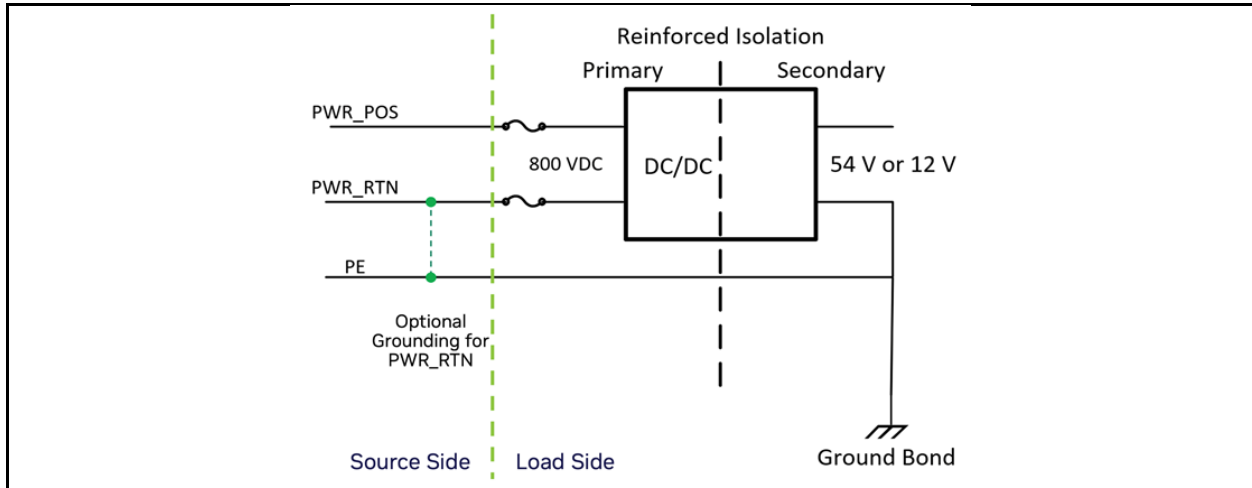 Reinforced Isolation
Primary
Secondary
PWR_POS
800 VDC
DC/DC
54 V or 12 V
PWR_RTN
PE
Optional
Grounding for
PWR_RTN
Source Side
Load Side
Ground Bond